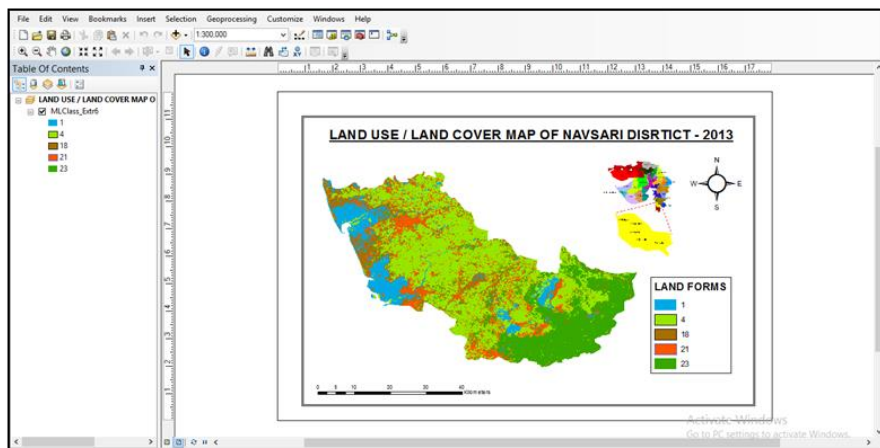 File Edit View Bookmarks Insert Selection Geoprocessing Customize Windows Help
1:300,000
Table Of Contents
LAND USE / LAND COVER MAP O
MLClass_Extr6
1
4
18
21
23
LAND USE / LAND COVER MAP OF NAVSARI DISRTICT - 2013
N
W E
S
LAND FORMS
1
4
18
21
23
0 5 10 20 30 40
Activate Windows
Go to PC settings to activate Windows.